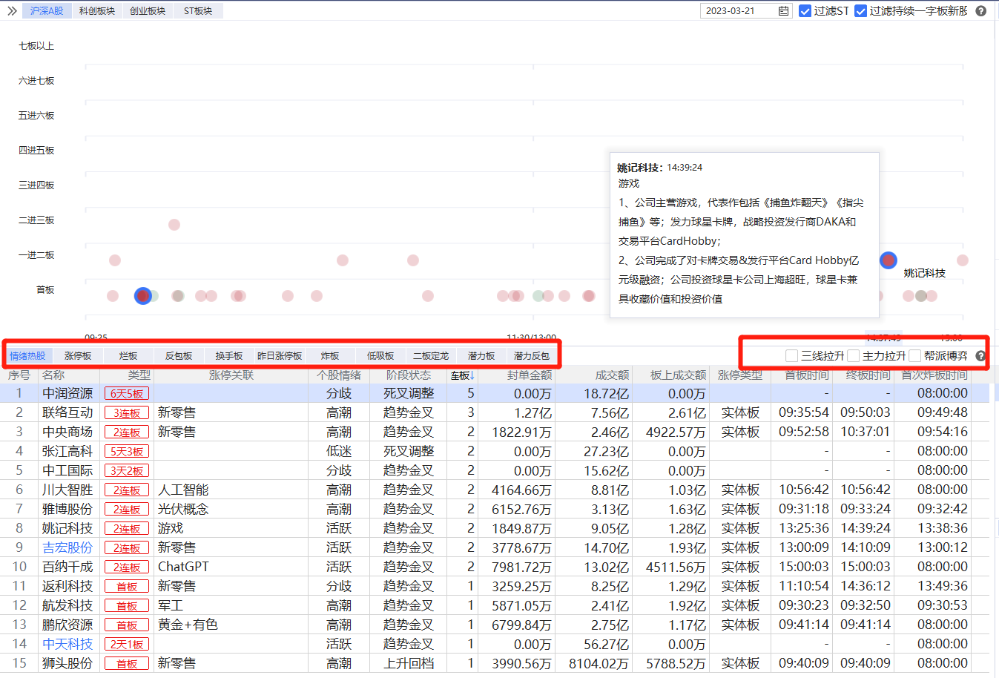 沪深A股 科创板块 创业板块 ST板块 2023-03-21 过滤ST 过滤持续一字板新股
七板以上
六进七板
五进六板
四进五板
三进四板
二进三板
一进二板
首板
姚记科技：14:39:24
游戏
1、公司主营游戏，代表作包括《捕鱼炸翻天》《指尖
捕鱼》等；发力球星卡牌，战略投资发行商DAKA和
交易平台CardHobby；
2、公司完成了对卡牌交易&发行平台Card Hobby亿
元级融资；公司投资球星卡公司上海超旺，球星卡兼
具收藏价值和投资价值
姚记科技
09:25 11:30/13:00 14:37:49 15:00
情绪热股 涨停板 烂板 反包板 换手板 昨日涨停板 炸板 低吸板 二板定龙 潜力板 潜力反包 三线拉升 主力拉升 帮派博弈
序号 名称 类型 涨停关联 个股情绪 阶段状态 连板↓ 封单金额 成交额 板上成交额 涨停类型 首板时间 终板时间 首次炸板时间
1 中润资源 6天5板 分歧 死叉调整 5 0.00万 18.72亿 0.00万 - - 08:00:00
2 联络互动 3连板 新零售 高潮 趋势金叉 3 1.27亿 7.56亿 2.61亿 实体板 09:35:54 09:50:03 09:49:48
3 中央商场 2连板 新零售 高潮 趋势金叉 2 1822.91万 2.46亿 4922.57万 实体板 09:52:58 10:37:01 09:54:16
4 张江高科 5天3板 低迷 死叉调整 2 0.00万 27.23亿 0.00万 - - 08:00:00
5 中工国际 3天2板 分歧 趋势金叉 2 0.00万 15.62亿 0.00万 - - 08:00:00
6 川大智胜 2连板 人工智能 高潮 趋势金叉 2 4164.66万 8.81亿 1.03亿 实体板 10:56:42 10:56:42 08:00:00
7 雅博股份 2连板 光伏概念 高潮 趋势金叉 2 6152.76万 3.13亿 1.63亿 实体板 09:31:18 09:33:24 09:32:42
8 姚记科技 2连板 游戏 活跃 趋势金叉 2 1849.87万 9.05亿 1.28亿 实体板 13:25:36 14:39:24 13:38:36
9 吉宏股份 2连板 新零售 活跃 趋势金叉 2 3778.67万 14.70亿 1.93亿 实体板 13:00:09 14:10:09 13:00:12
10 百纳千成 2连板 ChatGPT 活跃 趋势金叉 2 7981.72万 13.02亿 4511.56万 实体板 15:00:03 15:00:03 08:00:00
11 返利科技 首板 新零售 分歧 趋势金叉 1 3259.25万 8.25亿 1.29亿 实体板 11:10:54 14:36:12 13:49:36
12 航发科技 首板 军工 高潮 趋势金叉 1 5871.05万 2.41亿 1.92亿 实体板 09:30:23 09:32:50 09:30:53
13 鹏欣资源 首板 黄金+有色 高潮 趋势金叉 1 6799.84万 2.75亿 1.17亿 实体板 09:41:14 09:41:14 08:00:00
14 中天科技 2天1板 活跃 趋势金叉 1 0.00万 56.27亿 0.00万 - - 08:00:00
15 狮头股份 首板 新零售 高潮 上升回档 1 3990.56万 8104.02万 5788.52万 实体板 09:40:09 09:40:09 08:00:00